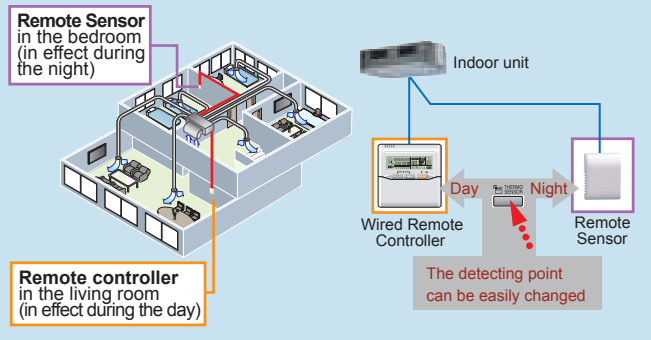 Remote Sensor
in the bedroom
(in effect during
the night)
Remote controller
in the living room
(in effect during the day)
Indoor unit
Day
THERMO
SENSOR
Night
Wired Remote
Controller
Remote
Sensor
The detecting point
can be easily changed